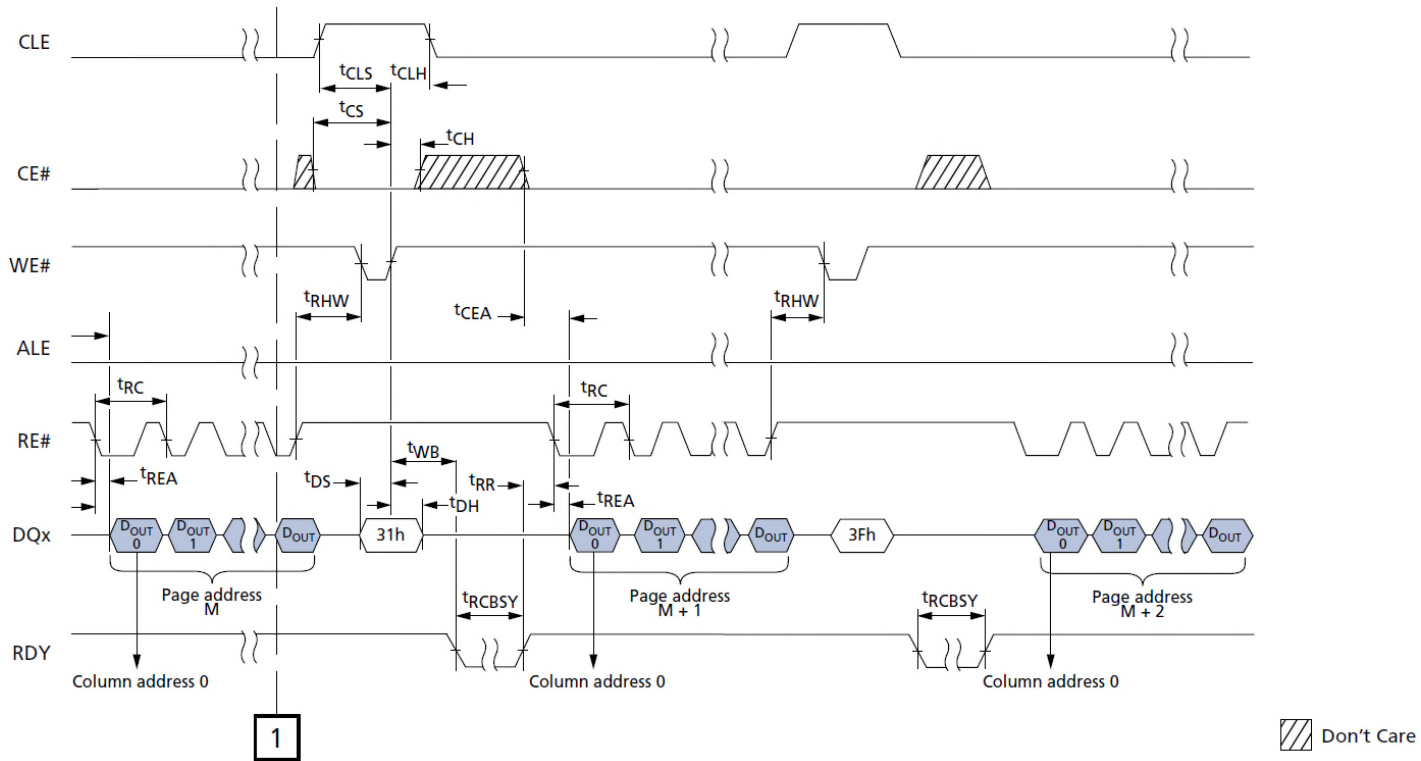 CLE
tCLS
tCLH
tCS
tCH
CE#
WE#
tRHW
tCEA
tRHW
ALE
tRC
tRC
RE#
tWB
tREA
tDS
tDH
tRR
tREA
DQx
DOUT 0
DOUT 1
DOUT
31h
DOUT 0
DOUT 1
DOUT
3Fh
DOUT 0
DOUT 1
DOUT
Page address
M
tRCBSY
Page address
M + 1
tRCBSY
Page address
M + 2
RDY
Column address 0
Column address 0
Column address 0
1
Don't Care